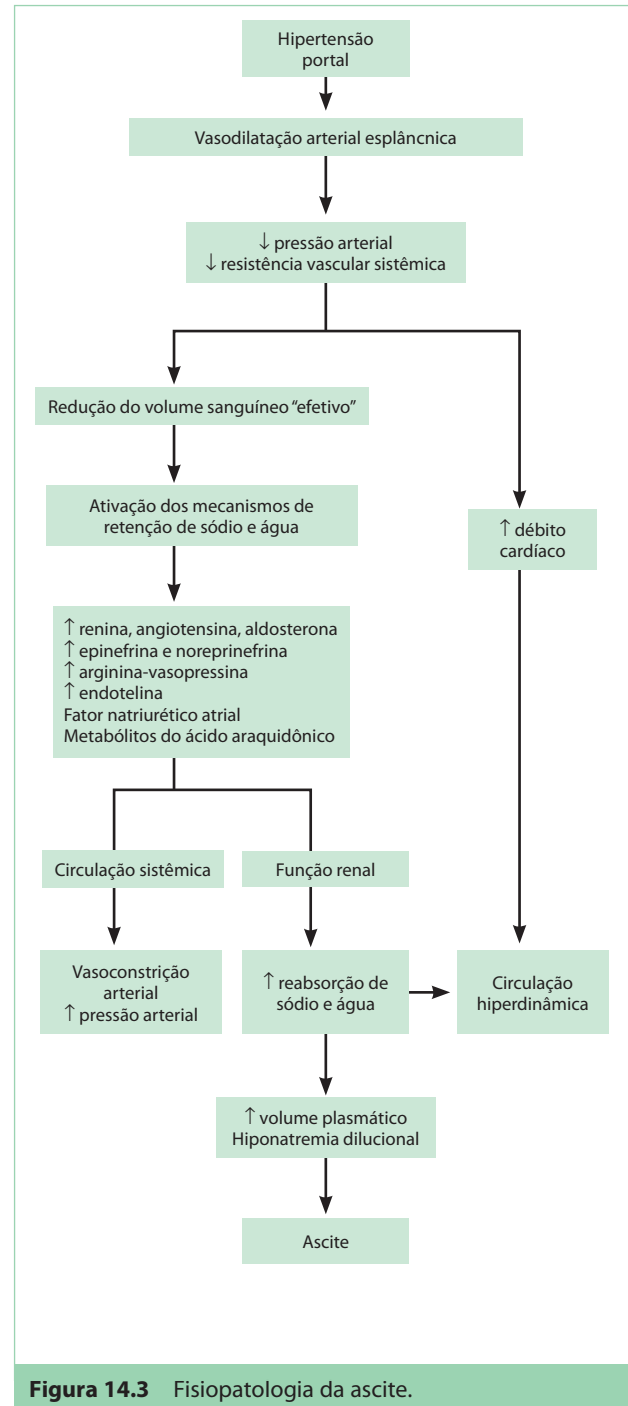 Hipertensão
portal
Vasodilatação arterial esplâncnica
↓ pressão arterial
↓ resistência vascular sistêmica
Redução do volume sanguíneo “efetivo”
Ativação dos mecanismos de
retenção de sódio e água
↑ débito
cardíaco
↑ renina, angiotensina, aldosterona
↑ epinefrina e noreprinefrina
↑ arginina-vasopressina
↑ endotelina
Fator natriurético atrial
Metabólitos do ácido araquidônico
Circulação sistêmica
Função renal
Vasoconstrição
arterial
↑ pressão arterial
↑ reabsorção de
sódio e água
Circulação
hiperdinâmica
↑ volume plasmático
Hiponatremia dilucional
Ascite
Figura 14.3 Fisiopatologia da ascite.